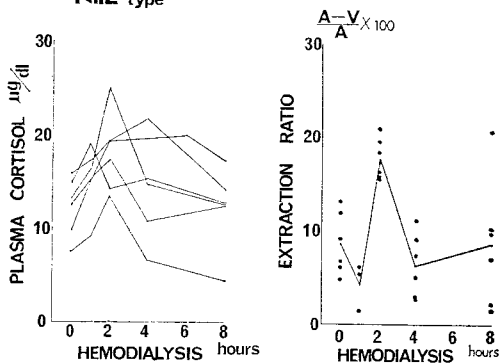 Kiil type
30
20
10
0
PLASMA CORTISOL µg/dl
0 2 4 6 8
HEMODIALYSIS hours
A-V/A X 100
30
20
10
0
EXTRACTION RATIO
0 2 4 8
HEMODIALYSIS hours